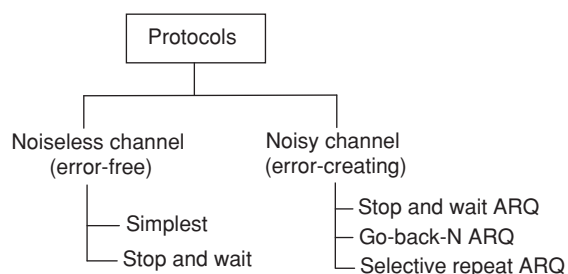 Protocols
Noiseless channel
(error-free)
Simplest
Stop and wait
Noisy channel
(error-creating)
Stop and wait ARQ
Go-back-N ARQ
Selective repeat ARQ